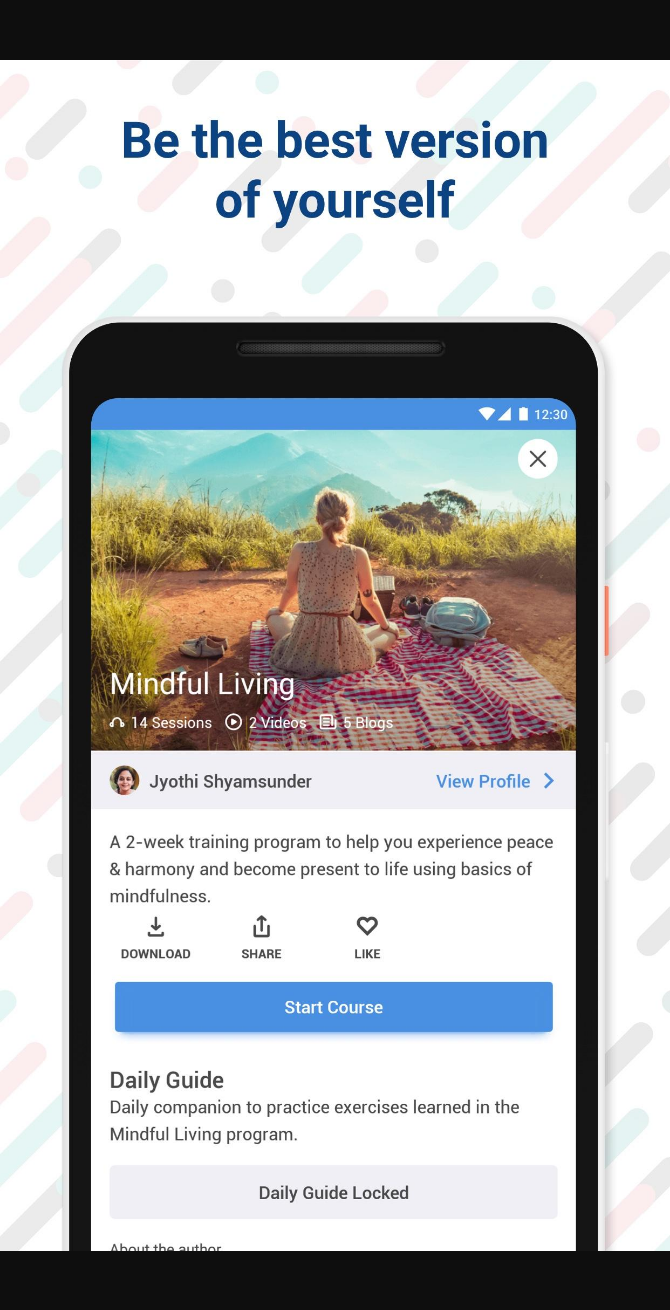 Be the best version
of yourself
12:30
Mindful Living
14 Sessions 2 Videos 5 Blogs
Jyothi Shyamsunder View Profile
A 2-week training program to help you experience peace
& harmony and become present to life using basics of
mindfulness.
DOWNLOAD SHARE LIKE
Start Course
Daily Guide
Daily companion to practice exercises learned in the
Mindful Living program.
Daily Guide Locked
About the author